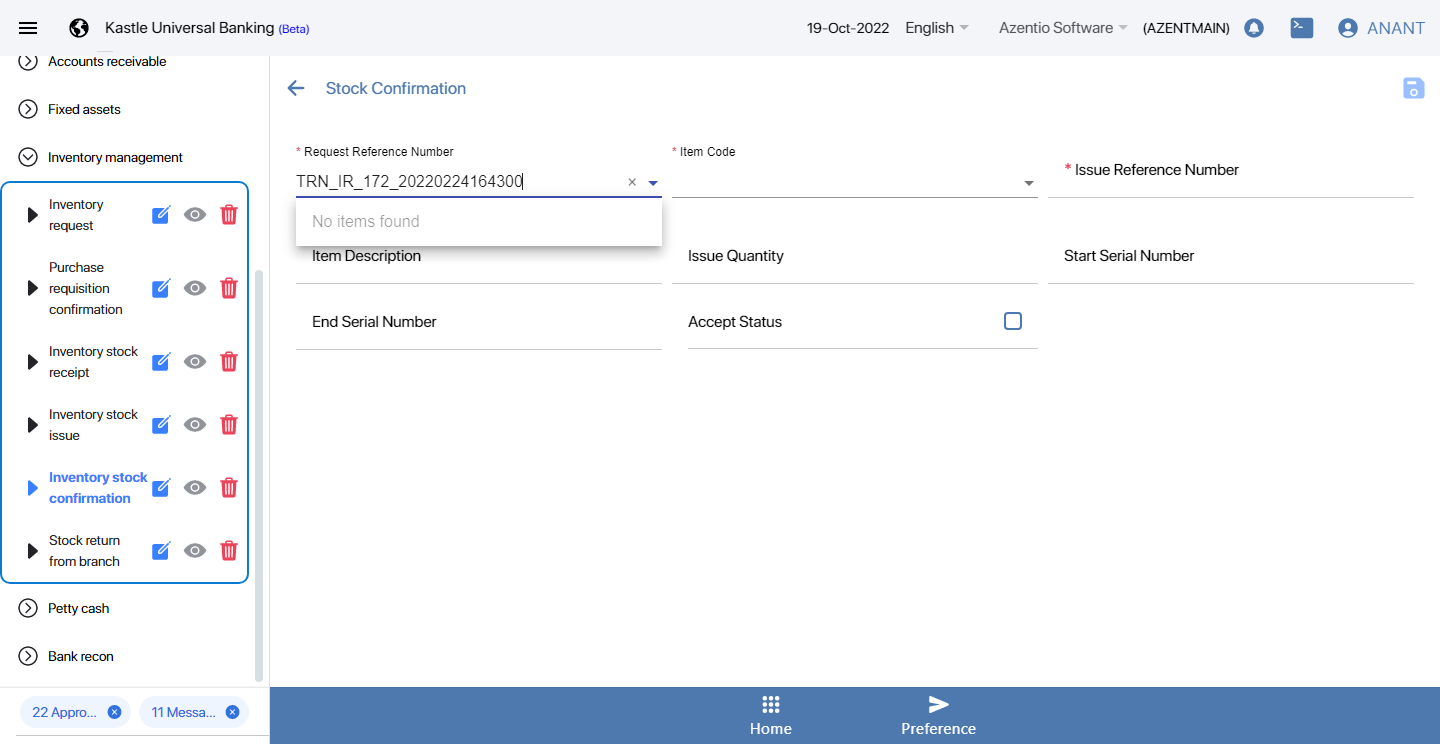 Kastle Universal Banking (Beta)
19-Oct-2022
English
Azentio Software
(AZENTMAIN)
ANANT
Accounts receivable
Fixed assets
Inventory management
Inventory
request
Purchase
requisition
confirmation
Inventory stock
receipt
Inventory stock
issue
Inventory stock
confirmation
Stock return
from branch
Petty cash
Bank recon
22 Appro...
11 Messa...
Stock Confirmation
* Request Reference Number
TRN_IR_172_20220224164300
No items found
* Item Code
* Issue Reference Number
Item Description
Issue Quantity
Start Serial Number
End Serial Number
Accept Status
Home
Preference